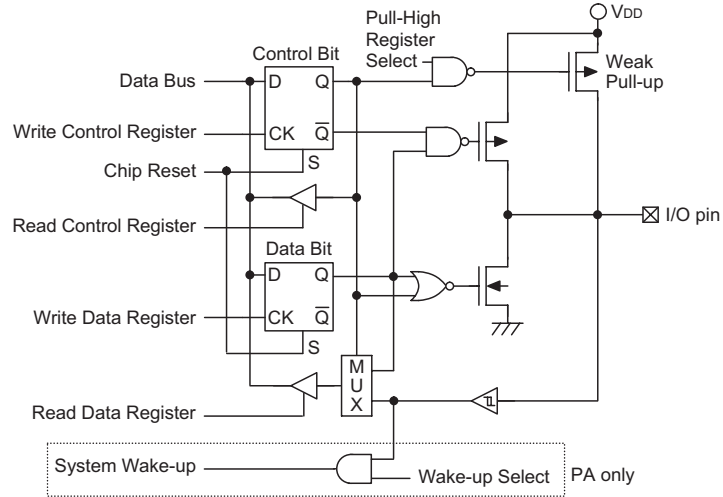 VDD
Pull-High
Register
Select
Weak
Pull-up
Control Bit
Data Bus
D
Q
Write Control Register
CK
Q
Chip Reset
S
Read Control Register
I/O pin
Data Bit
D
Q
Write Data Register
CK
Q
S
M
U
X
Read Data Register
System Wake-up
Wake-up Select
PA only